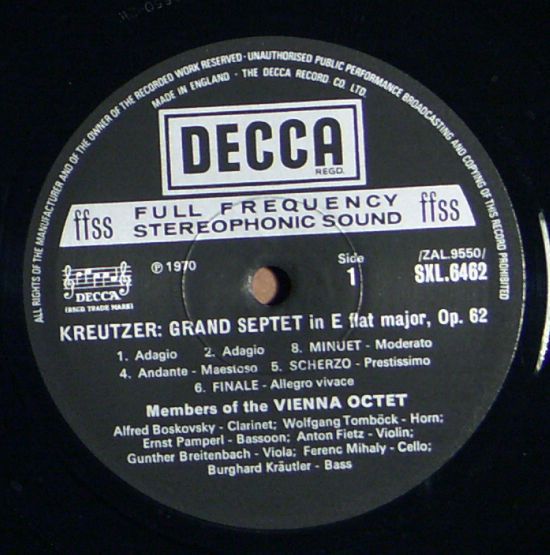 ALL RIGHTS OF THE MANUFACTURER AND OF THE OWNER OF THE RECORDED WORK RESERVED · UNAUTHORISED PUBLIC PERFORMANCE BROADCASTING AND COPYING OF THIS RECORD PROHIBITED
MADE IN ENGLAND · THE DECCA RECORD CO. LTD.
DECCA
REGD.
ffss FULL FREQUENCY ffss
STEREOPHONIC SOUND
DECCA
(REGD TRADE MARK)
℗ 1970
Side
1
/ZAL.9550/
SXL.6462
KREUTZER: GRAND SEPTET in E flat major, Op. 62
1. Adagio 2. Adagio 8. MINUET - Moderato
4. Andante - Maestoso 5. SCHERZO - Prestissimo
6. FINALE - Allegro vivace
Members of the VIENNA OCTET
Alfred Boskovsky - Clarinet; Wolfgang Tomböck - Horn;
Ernst Pamperl - Bassoon; Anton Fietz - Violin;
Gunther Breitenbach - Viola; Ferenc Mihaly - Cello;
Burghard Kräutler - Bass